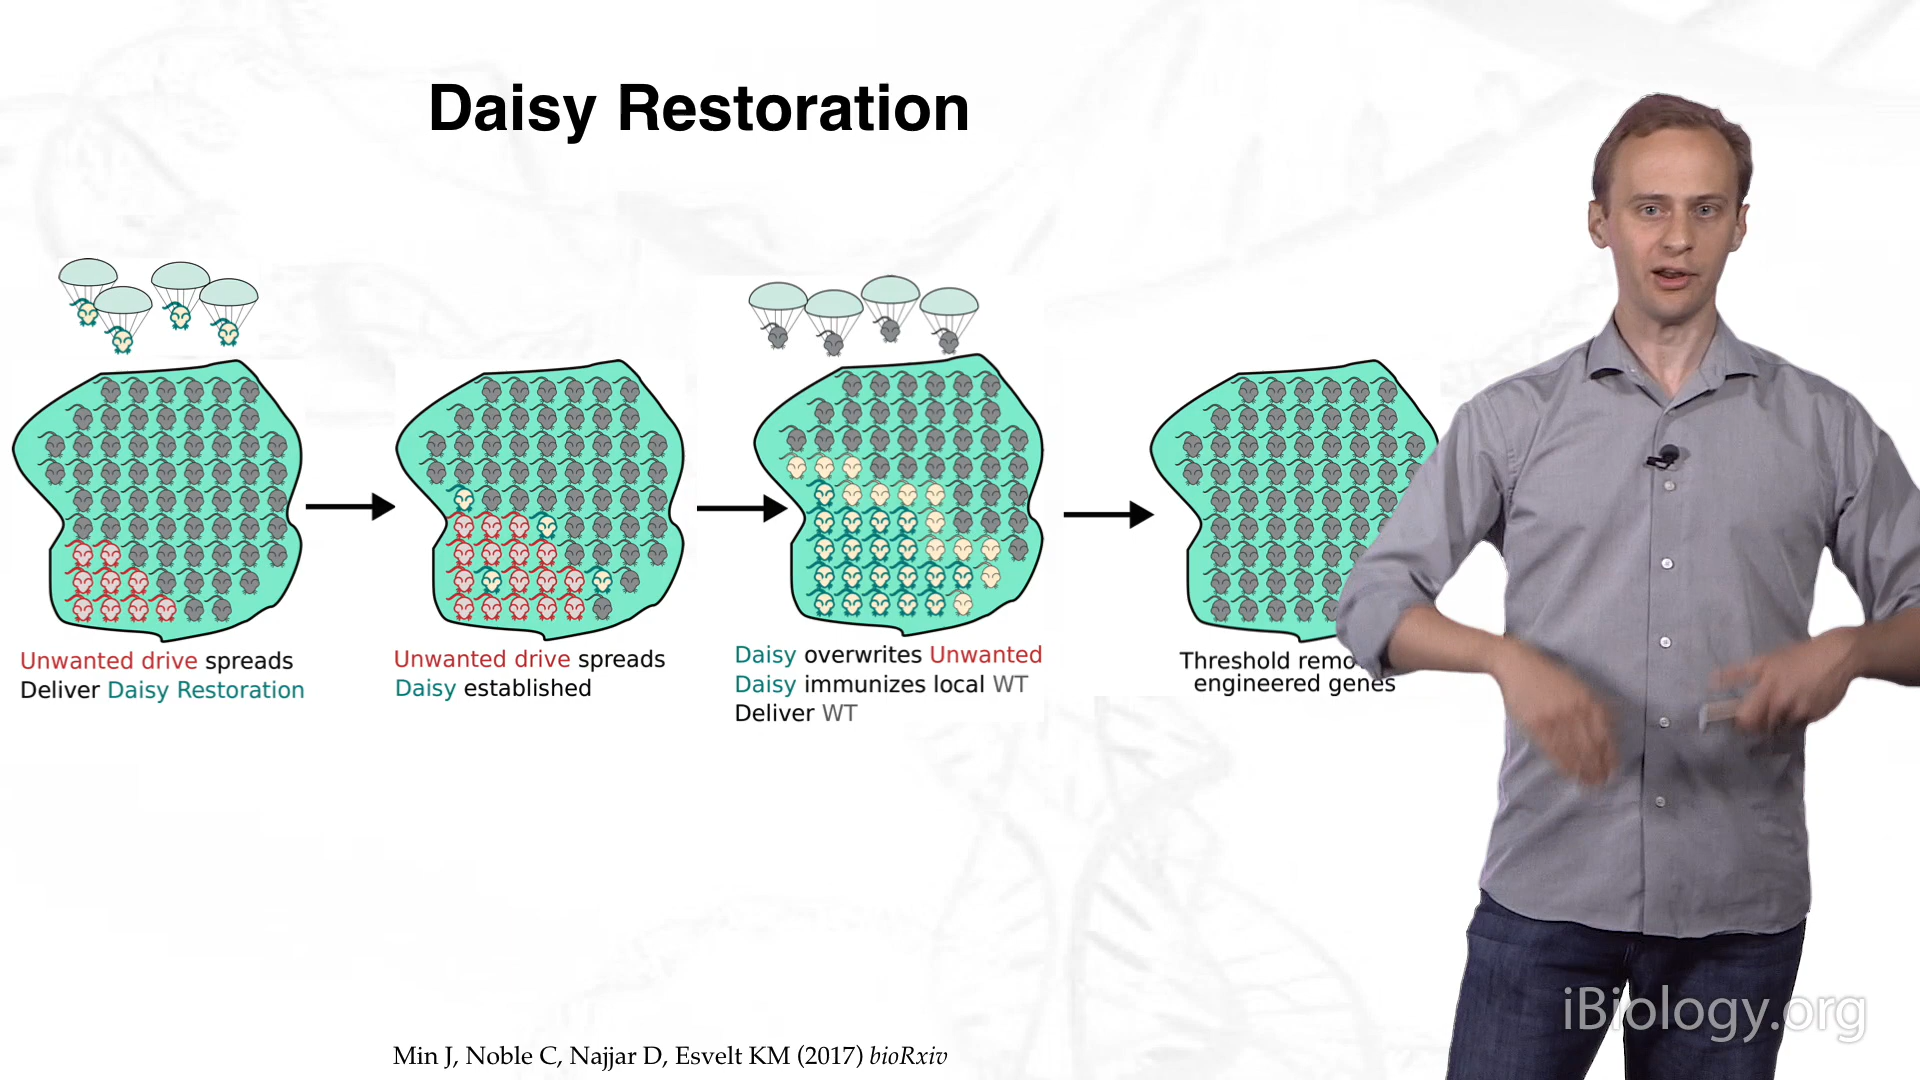 Daisy Restoration
Unwanted drive spreads
Deliver Daisy Restoration
Unwanted drive spreads
Daisy established
Daisy overwrites Unwanted
Daisy immunizes local WT
Deliver WT
Threshold
engineered genes
Min J, Noble C, Najjar D, Esvelt KM (2017) bioRxiv
iBiology.org